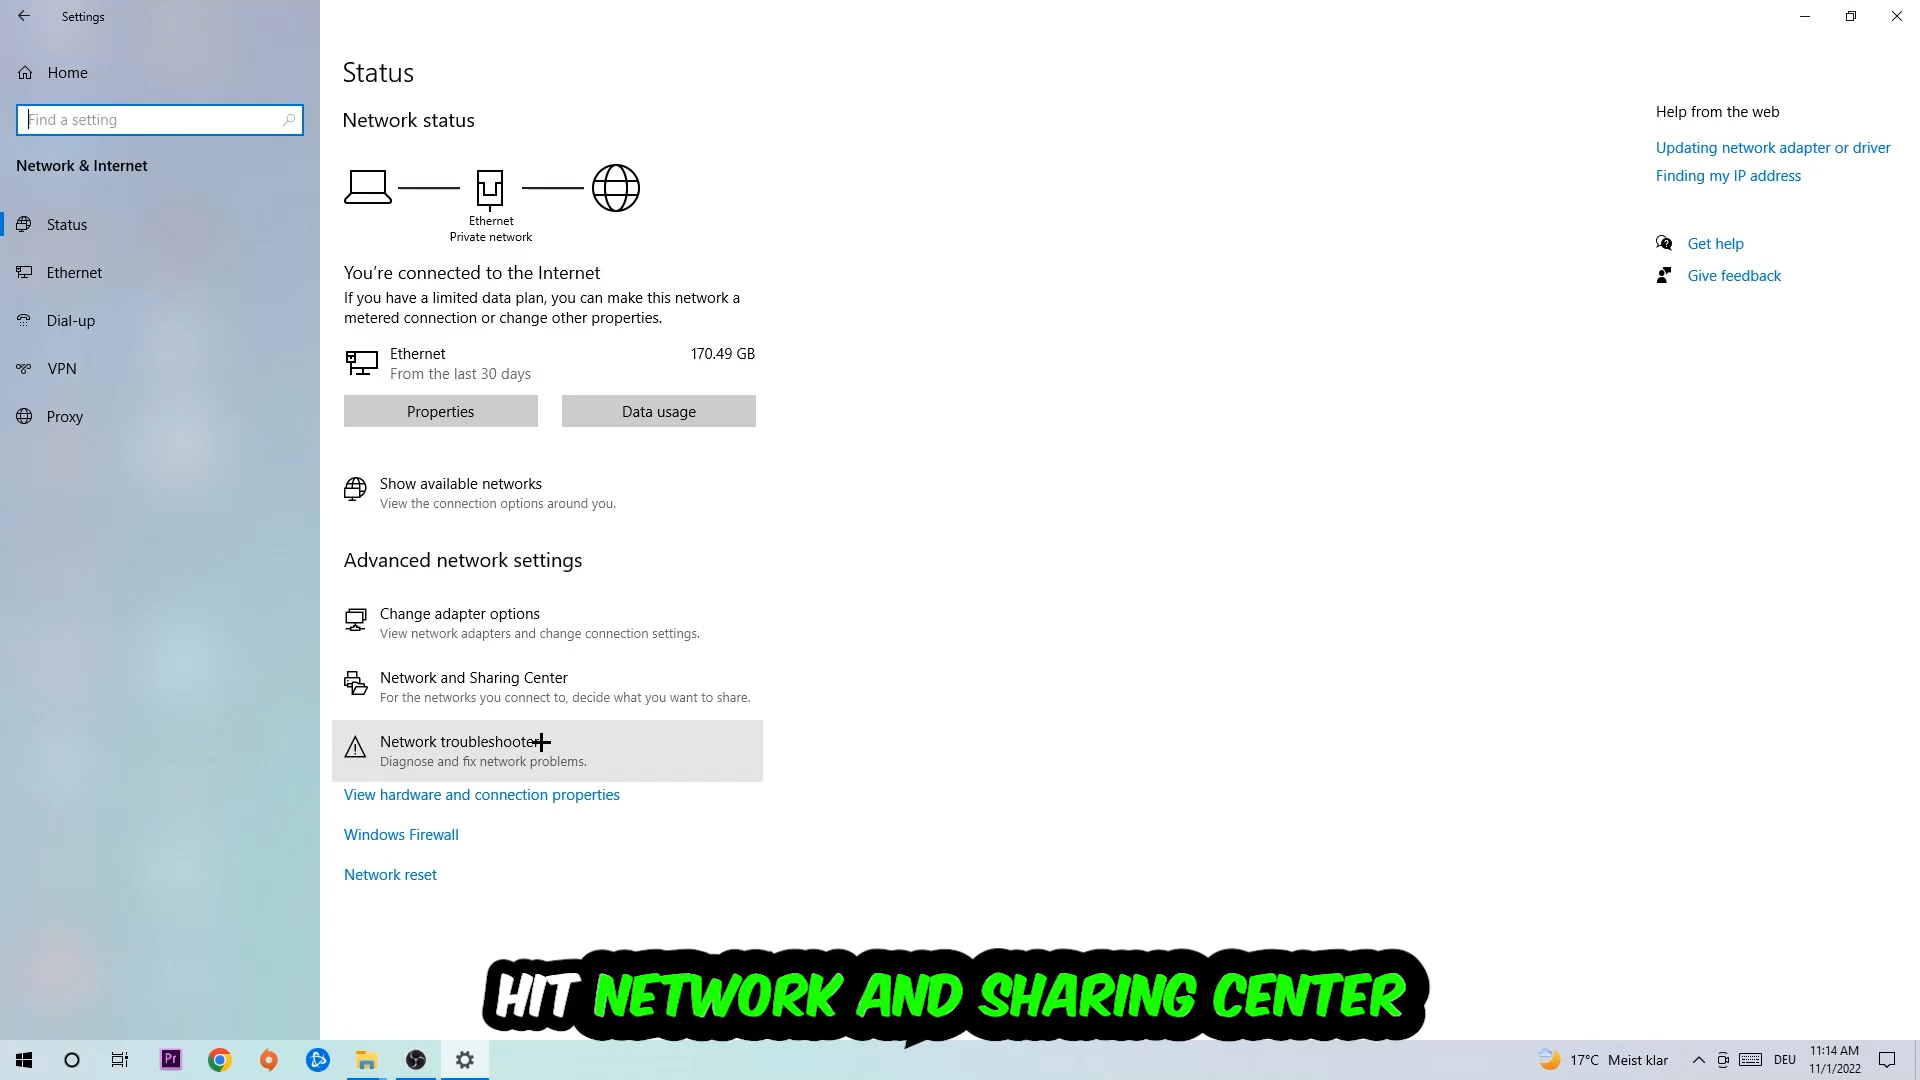 Settings
Home
Find a setting
Network & Internet
Status
Ethernet
Dial-up
VPN
Proxy
Status
Network status
Ethernet
Private network
You're connected to the Internet
If you have a limited data plan, you can make this network a
metered connection or change other properties.
Ethernet
From the last 30 days
170.49 GB
Properties
Data usage
Show available networks
View the connection options around you.
Advanced network settings
Change adapter options
View network adapters and change connection settings.
Network and Sharing Center
For the networks you connect to, decide what you want to share.
Network troubleshooter
Diagnose and fix network problems.
View hardware and connection properties
Windows Firewall
Network reset
Help from the web
Updating network adapter or driver
Finding my IP address
Get help
Give feedback
HIT NETWORK AND SHARING CENTER
Pr
17°C Meist klar
DEU
11:14 AM
11/1/2022